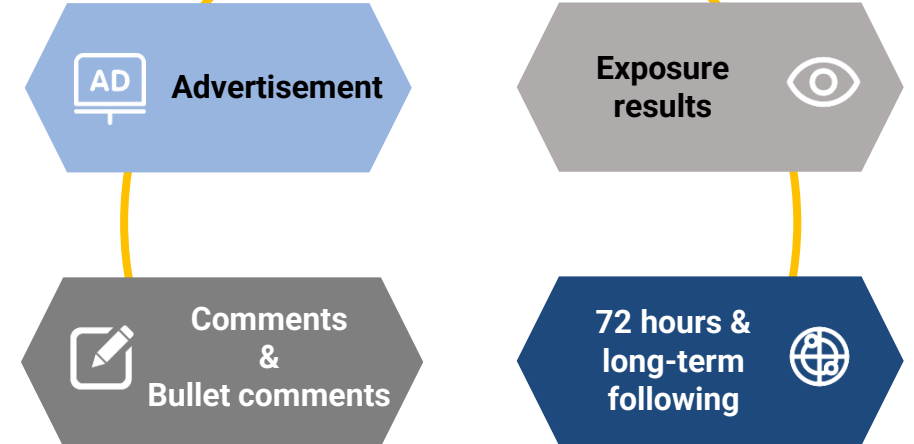 AD
Advertisement
Exposure
results
Comments
&
Bullet comments
72 hours &
long-term
following